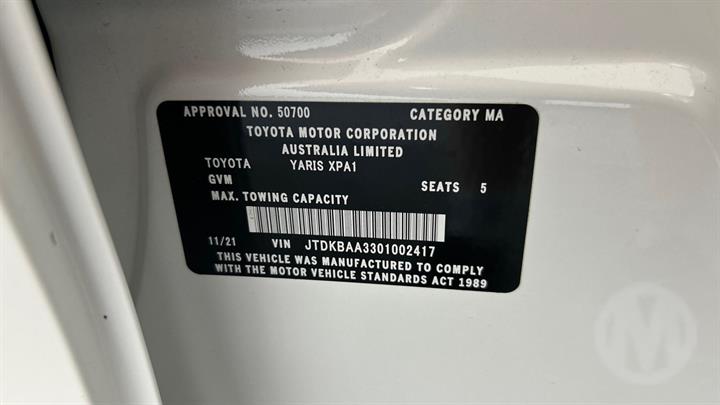 APPROVAL NO. 50700 CATEGORY MA
TOYOTA MOTOR CORPORATION
AUSTRALIA LIMITED
TOYOTA YARIS XPA1
GVM SEATS 5
MAX. TOWING CAPACITY
11/21 VIN JTDKBAA3301002417
THIS VEHICLE WAS MANUFACTURED TO COMPLY
WITH THE MOTOR VEHICLE STANDARDS ACT 1989
M